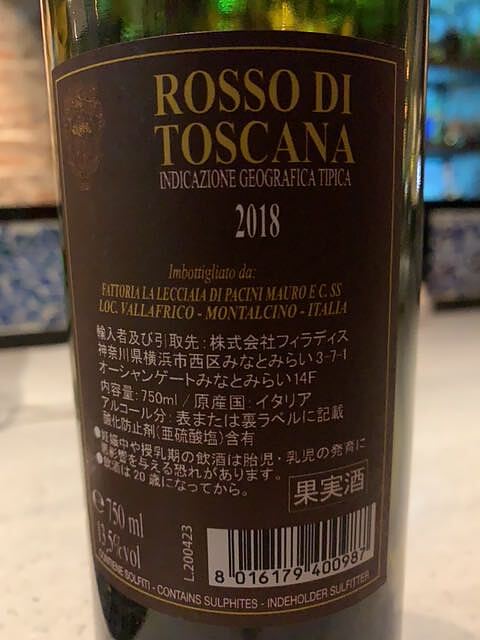 ROSSO DI
TOSCANA
INDICAZIONE GEOGRAFICA TIPICA
2018
Imbottigliato da:
FATTORIA LA LECCIAIA DI PACINI MAURO E C. SS
LOC. VALLAFRICO - MONTALCINO - ITALIA
輸入者及び引取先：株式会社フィラディス
神奈川県横浜市西区みなとみらい3-7-1
オーシャンゲートみなとみらい14F
内容量：750ml / 原産国：イタリア
アルコール分：表または裏ラベルに記載
酸化防止剤(亜硫酸塩)含有
●妊娠中や授乳期の飲酒は胎児・乳児の発育に
悪影響を与える恐れがあります。
●飲酒は20歳になってから。
果実酒
℮ 750 ml
13,5%vol
L.200423
8 016179 400987
CONTIENE SOLFITI - CONTAINS SULPHITES - INDEHOLDER SULFITTER